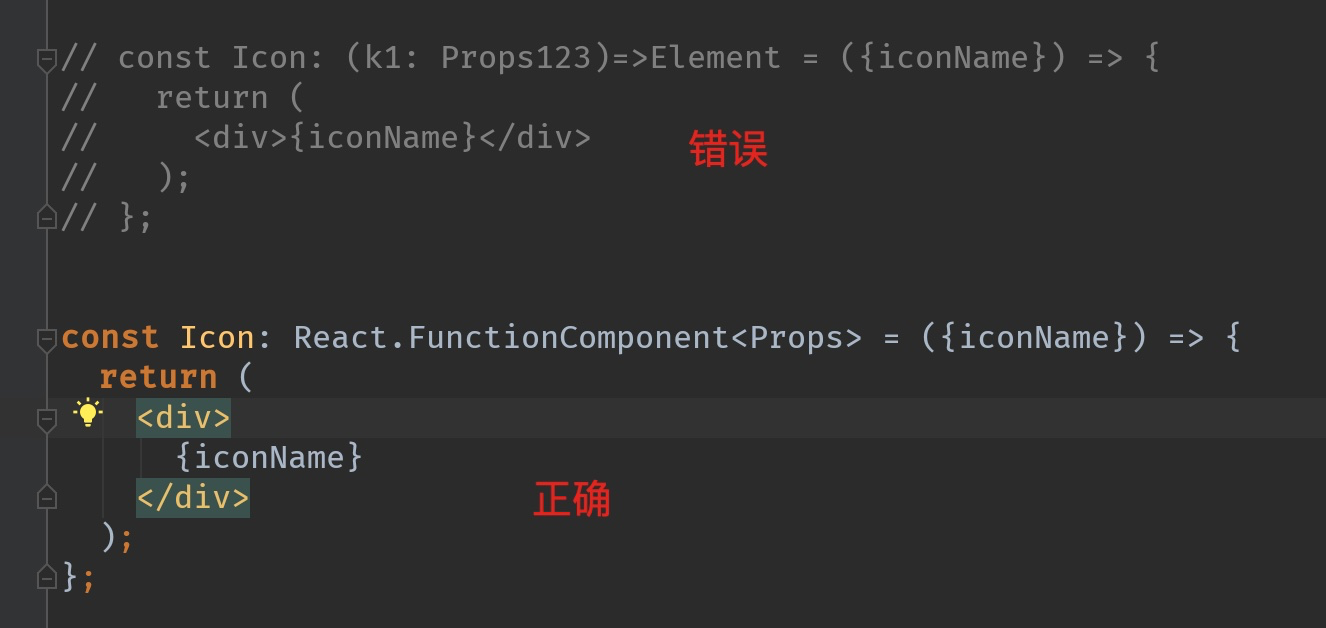 // const Icon: (k1: Props123)=>Element = ({iconName}) => {
//   return (
//     <div>{iconName}</div>
错误
//   );
// };
const Icon: React.FunctionComponent<Props> = ({iconName}) => {
  return (
    <div>
      {iconName}
    </div>
正确
  );
};